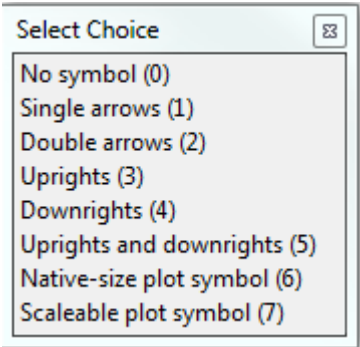 Select Choice
No symbol (0)
Single arrows (1)
Double arrows (2)
Uprights (3)
Downrights (4)
Uprights and downrights (5)
Native-size plot symbol (6)
Scaleable plot symbol (7)